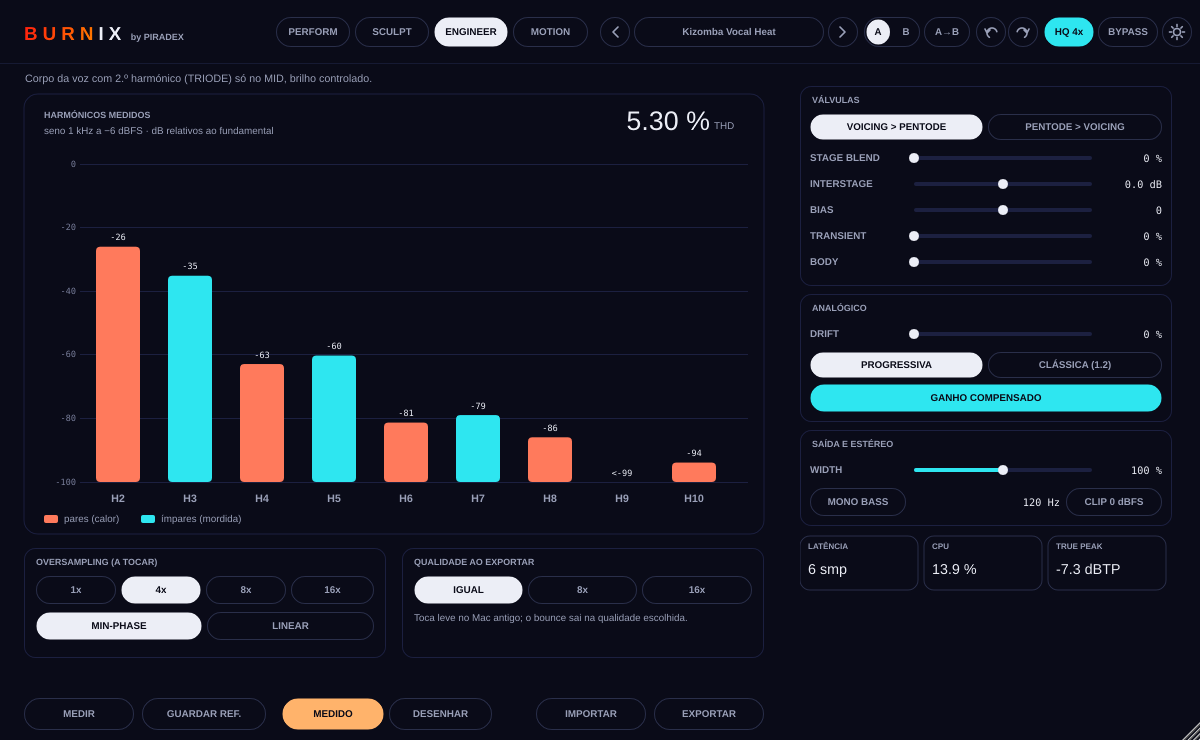 BURNIX by PIRADEX
PERFORM SCULPT ENGINEER MOTION Kizomba Vocal Heat A B A→B HQ 4x BYPASS
Corpo da voz com 2.º harmónico (TRIODE) só no MID, brilho controlado.
HARMÓNICOS MEDIDOS
seno 1 kHz a −6 dBFS · dB relativos ao fundamental
5.30 % THD
0
-20
-40
-60
-80
-100
-26
-35
-63
-60
-81
-79
-86
<-99
-94
H2 H3 H4 H5 H6 H7 H8 H9 H10
pares (calor) ímpares (mordida)
OVERSAMPLING (A TOCAR)
1x 4x 8x 16x
MIN-PHASE LINEAR
QUALIDADE AO EXPORTAR
IGUAL 8x 16x
Toca leve no Mac antigo; o bounce sai na qualidade escolhida.
MEDIR GUARDAR REF. MEDIDO DESENHAR IMPORTAR EXPORTAR
VÁLVULAS
VOICING > PENTODE PENTODE > VOICING
STAGE BLEND 0 %
INTERSTAGE 0.0 dB
BIAS 0
TRANSIENT 0 %
BODY 0 %
ANALÓGICO
DRIFT 0 %
PROGRESSIVA CLÁSSICA (1.2)
GANHO COMPENSADO
SAÍDA E ESTÉREO
WIDTH 100 %
MONO BASS 120 Hz CLIP 0 dBFS
LATÊNCIA
6 smp
CPU
13.9 %
TRUE PEAK
-7.3 dBTP